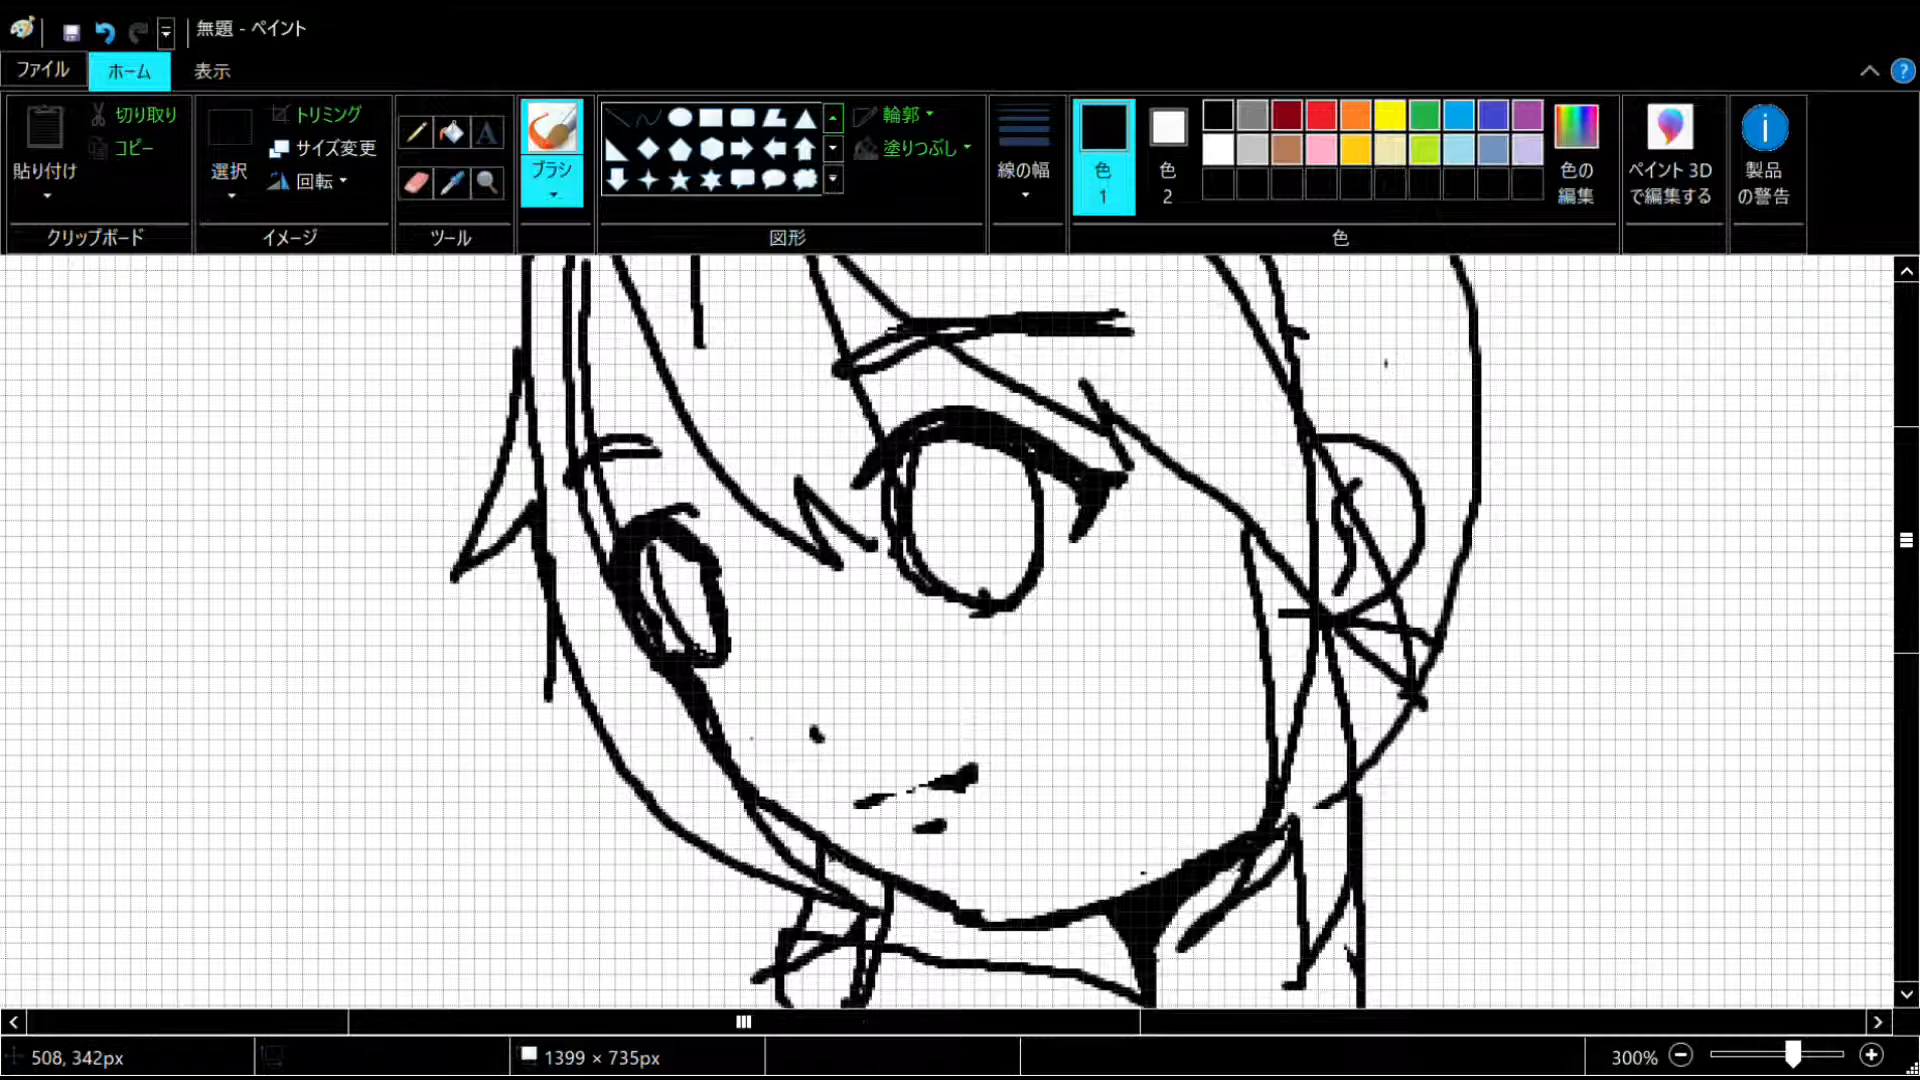 無題 - ペイント
ファイル ホーム 表示
貼り付け
切り取り
コピー
クリップボード
選択
トリミング
サイズ変更
回転
イメージ
A
ツール
ブラシ
輪郭
塗りつぶし
図形
線の幅
色
1
色
2
色の
編集
色
ペイント 3D
で編集する
製品
の警告
508, 342px
1399 × 735px
300%